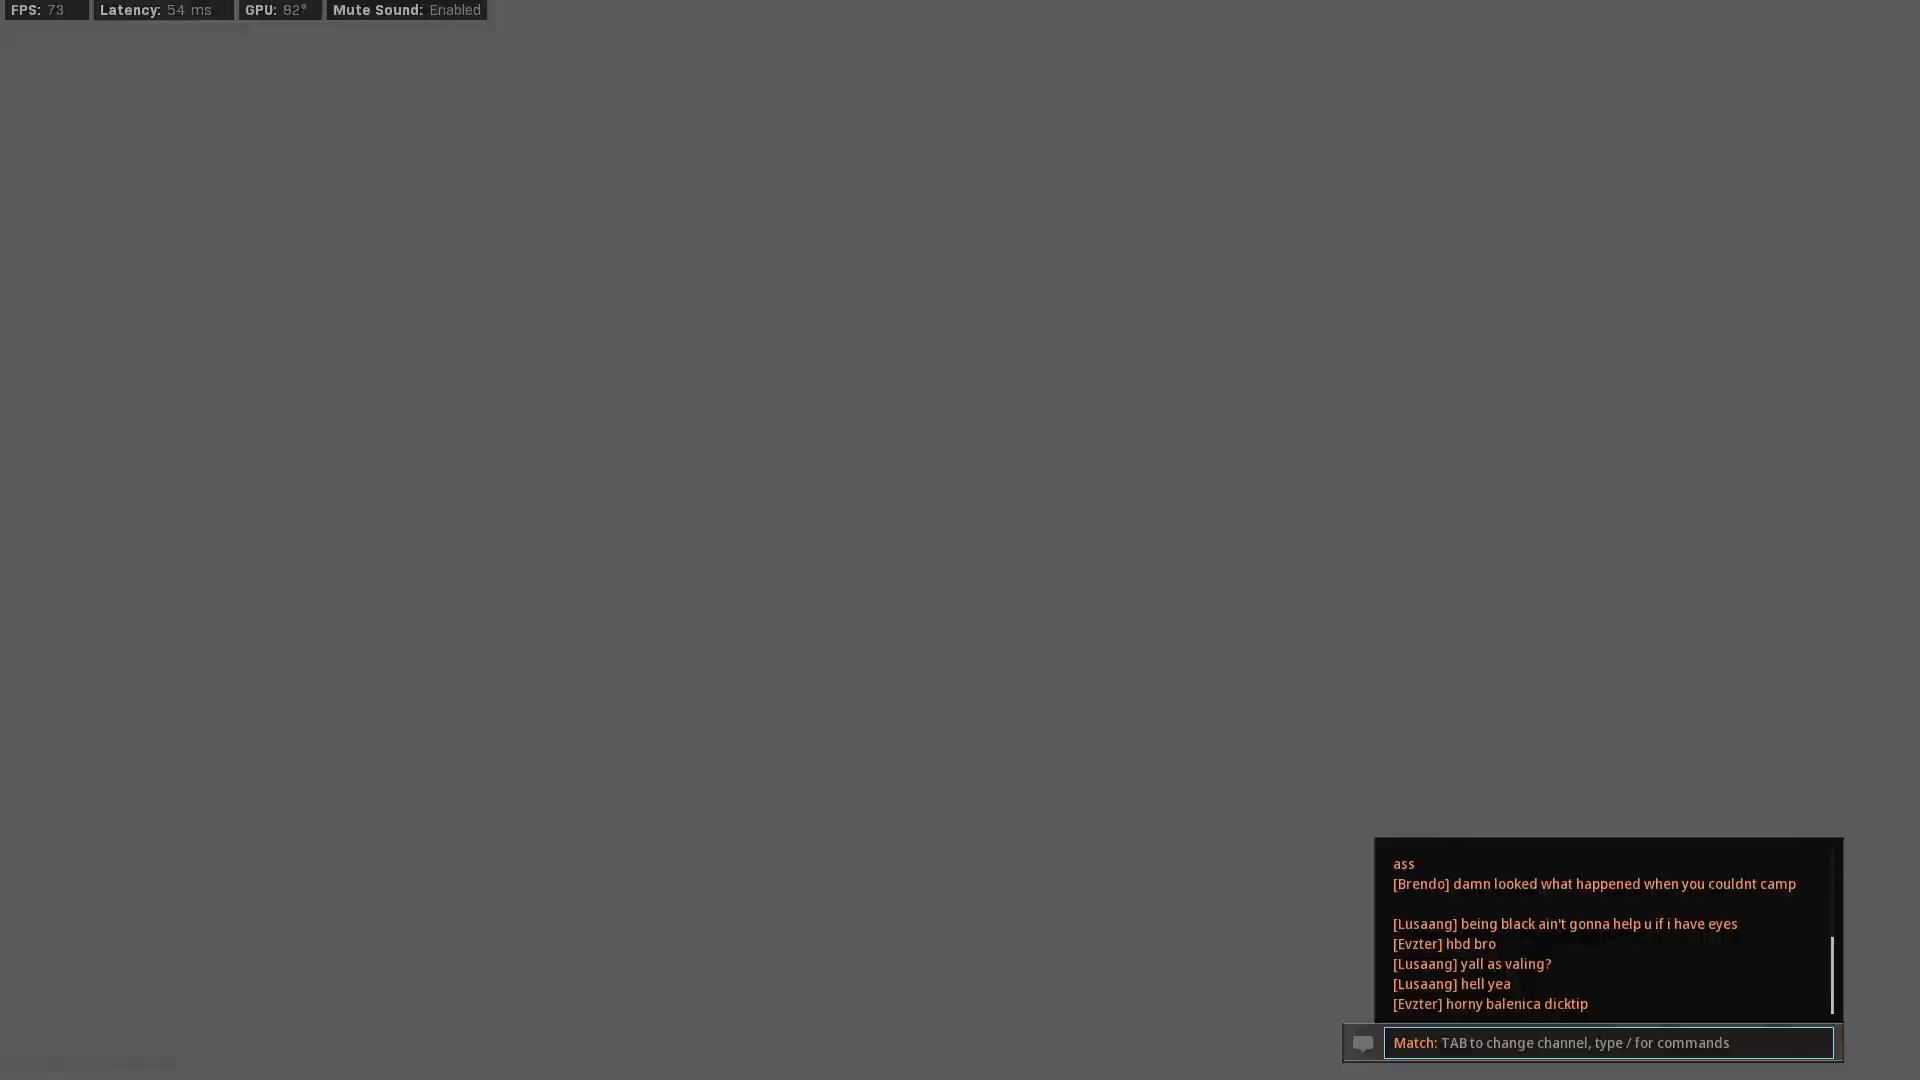 FPS: 73 Latency: 54 ms GPU: 82° Mute Sound: Enabled
ass
[Brendo] damn looked what happened when you couldnt camp
[Lusaang] being black ain't gonna help u if i have eyes
[Evzter] hbd bro
[Lusaang] yall as valing?
[Lusaang] hell yea
[Evzter] horny balenica dicktip
Match: TAB to change channel, type / for commands